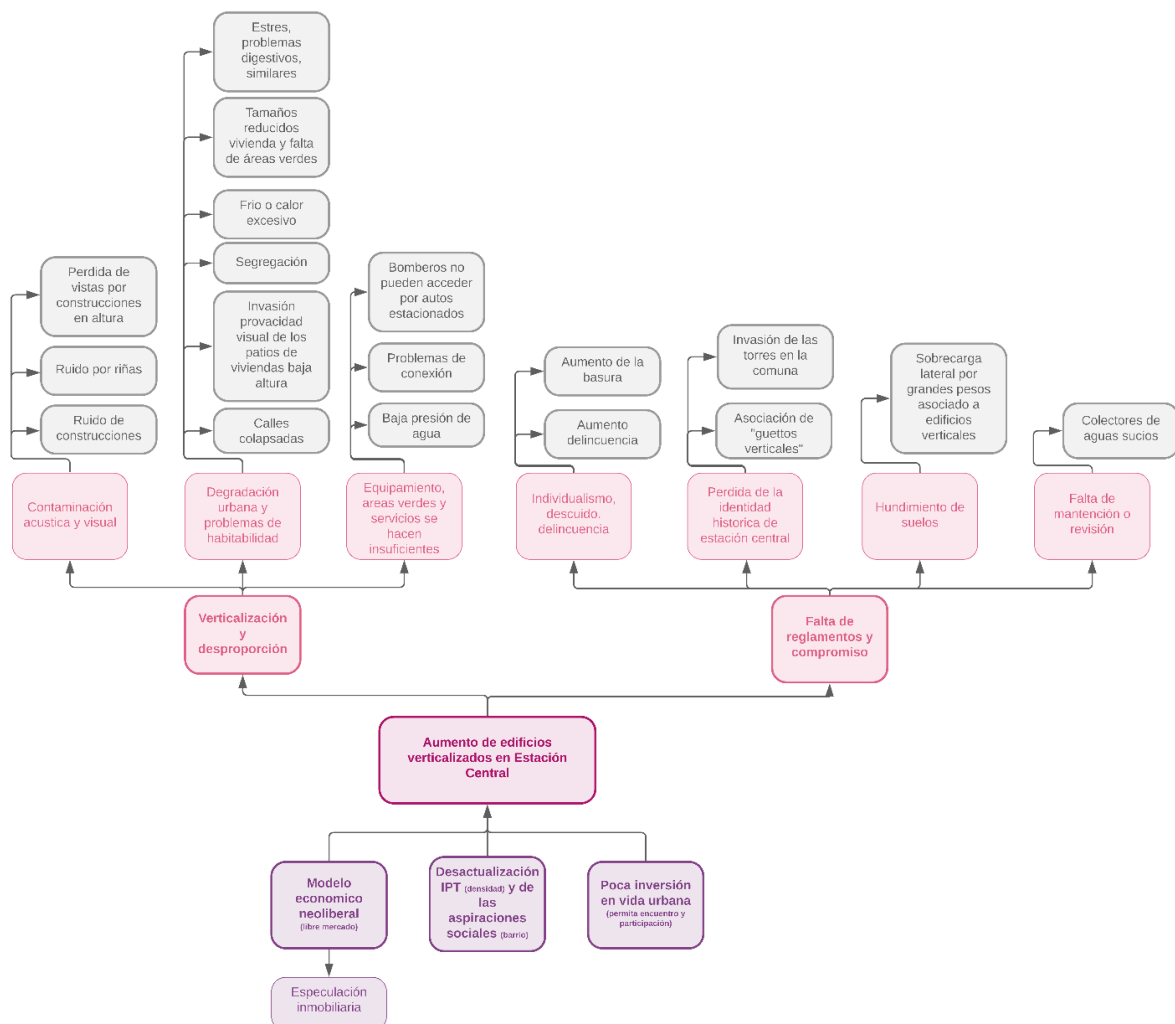 Estres,
problemas
digestivos,
similares
Tamaños
reducidos
vivienda y falta
de áreas verdes
Frio o calor
excesivo
Segregación
Invasión
provacidad
visual de los
patios de
viviendas baja
altura
Calles
colapsadas
Perdida de
vistas por
construcciones
en altura
Ruido por riñas
Ruido de
construcciones
Bomberos no
pueden acceder
por autos
estacionados
Problemas de
conexión
Baja presión de
agua
Aumento de la
basura
Aumento
delincuencia
Invasión de las
torres en la
comuna
Asociación de
"guettos
verticales"
Sobrecarga
lateral por
grandes pesos
asociado a
edificios
verticales
Colectores de
aguas sucios
Contaminación
acustica y visual
Degradación
urbana y
problemas de
habitabilidad
Equipamiento,
areas verdes y
servicios se
hacen
insuficientes
Individualismo,
descuido.
delincuencia
Perdida de la
identidad
historica de
estación central
Hundimiento de
suelos
Falta de
mantención o
revisión
Verticalización
y
desproporción
Falta de
reglamentos y
compromiso
Aumento de edificios
verticalizados en Estación
Central
Modelo
economico
neoliberal
(libre mercado)
Desactualización
IPT (densidad) y de
las
aspiraciones
sociales (barrio)
Poca inversión
en vida urbana
(permita encuentro y
participación)
Especulación
inmobiliaria